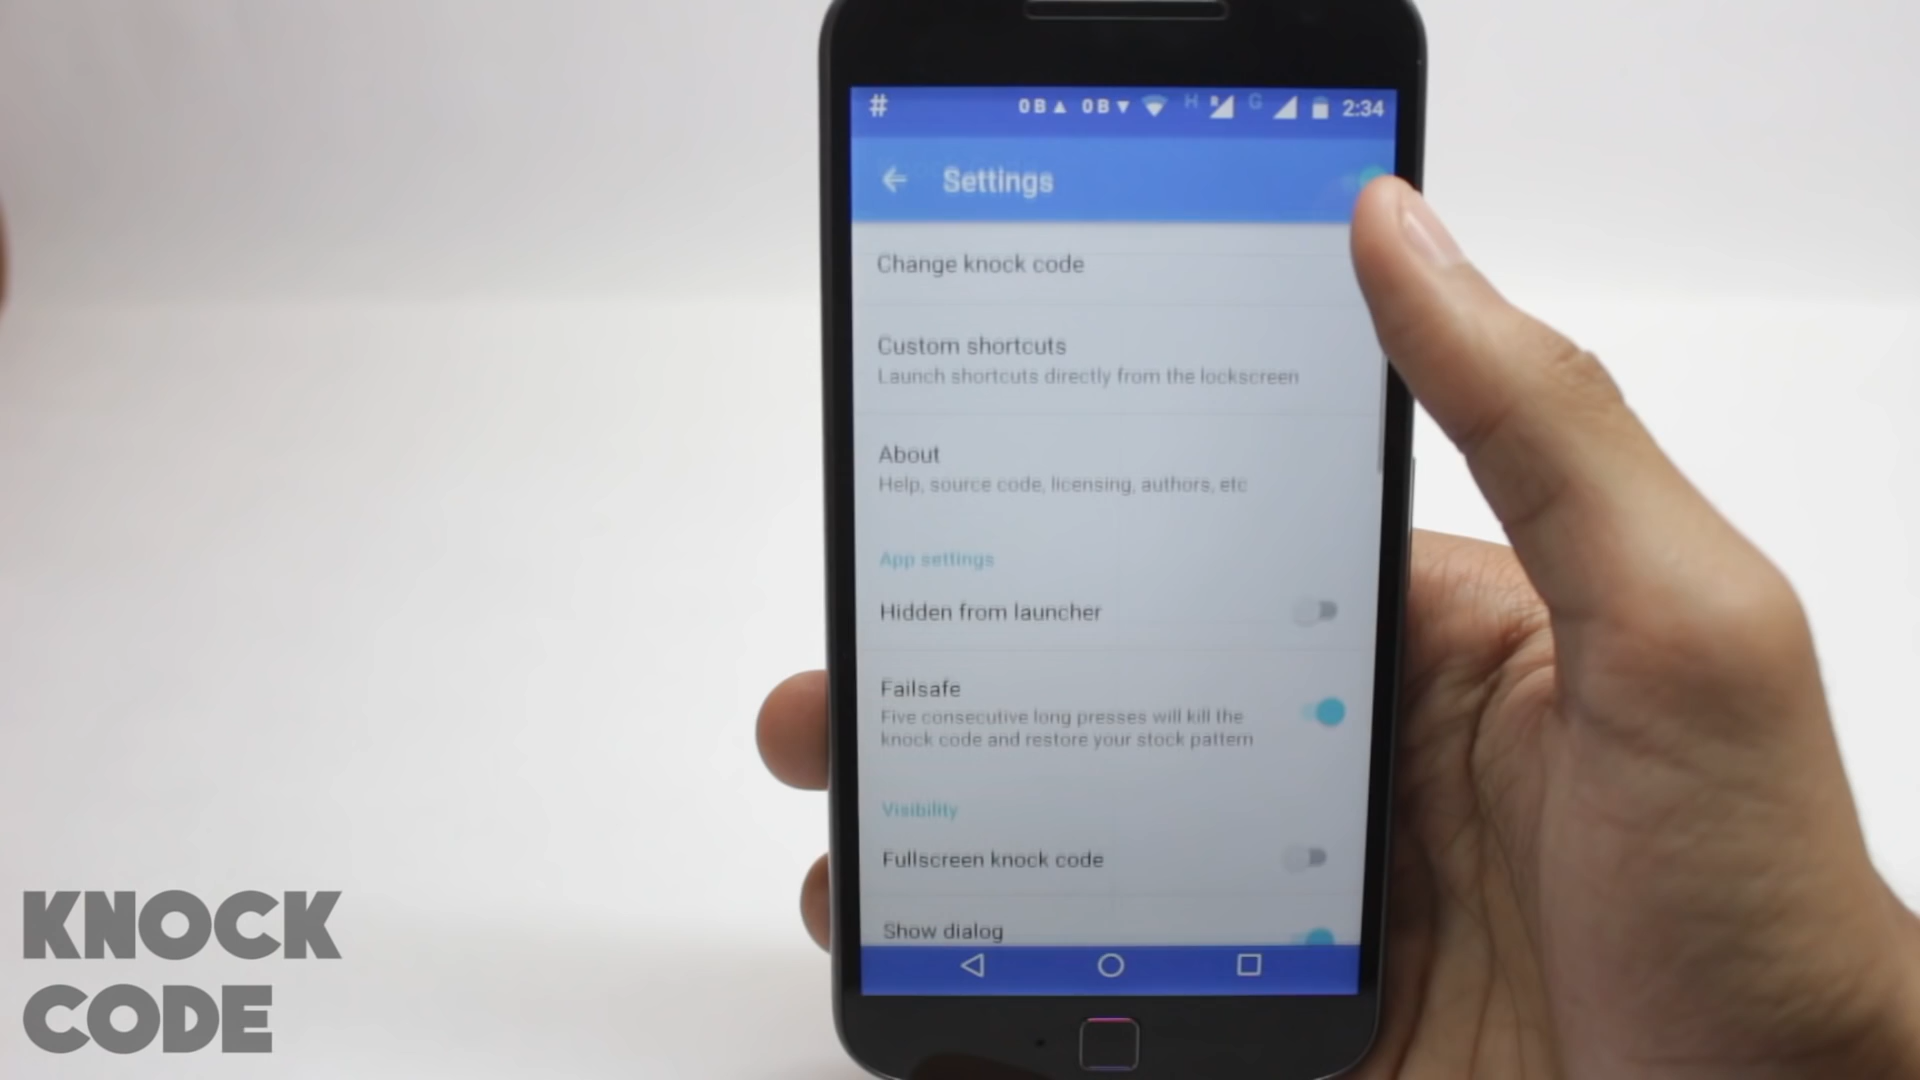 # 0 B ▲ 0 B ▼ H R G 2:34
Settings
Change knock code
Custom shortcuts
Launch shortcuts directly from the lockscreen
About
Help, source code, licensing, authors, etc
App settings
Hidden from launcher
Failsafe
Five consecutive long presses will kill the
knock code and restore your stock pattern
Visibility
Fullscreen knock code
Show dialog
KNOCK
CODE